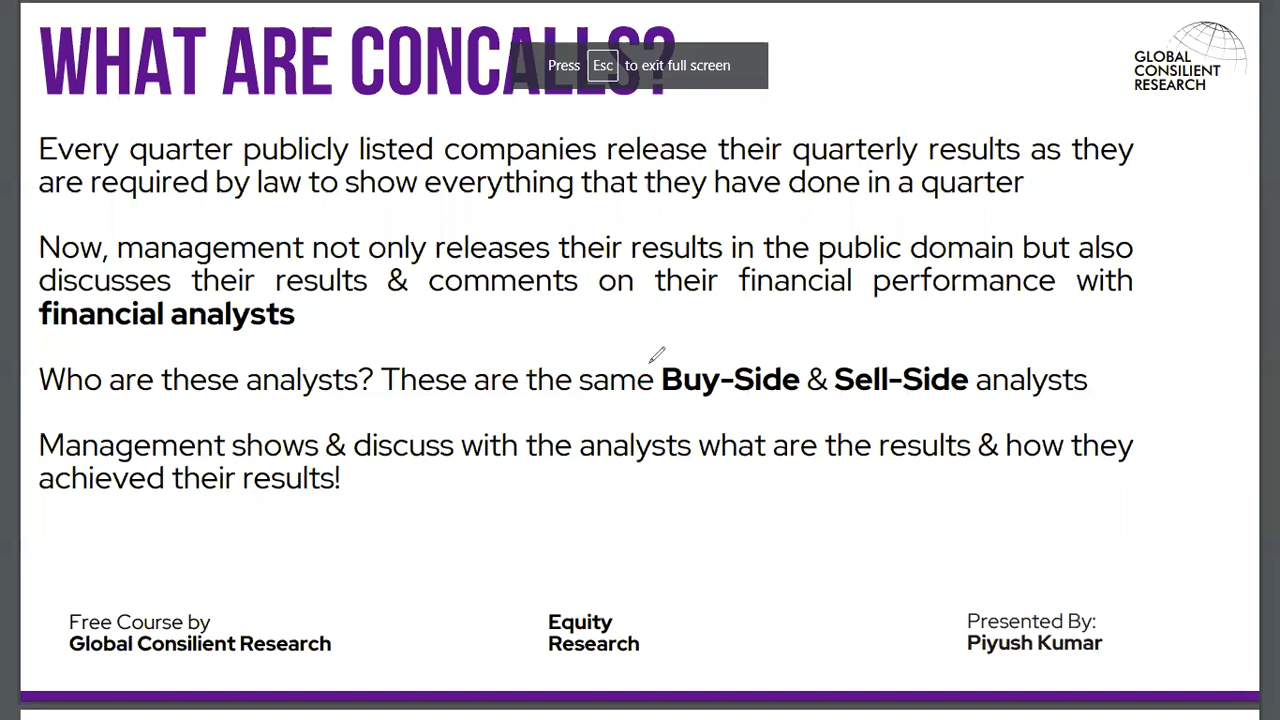 WHAT ARE CONCALLS?
Press Esc to exit full screen
GLOBAL
CONSILIENT
RESEARCH
Every quarter publicly listed companies release their quarterly results as they
are required by law to show everything that they have done in a quarter
Now, management not only releases their results in the public domain but also
discusses their results & comments on their financial performance with
financial analysts
Who are these analysts? These are the same Buy-Side & Sell-Side analysts
Management shows & discuss with the analysts what are the results & how they
achieved their results!
Free Course by
Global Consilient Research
Equity
Research
Presented By:
Piyush Kumar